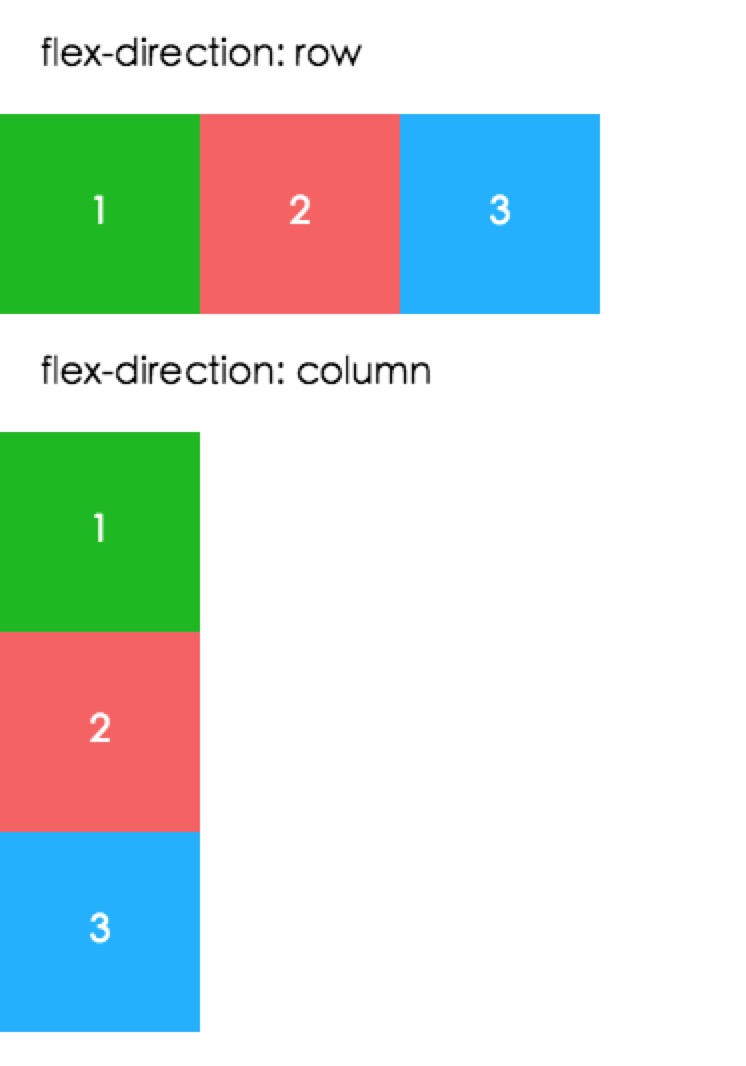 flex-direction: row
1 2 3
flex-direction: column
1
2
3